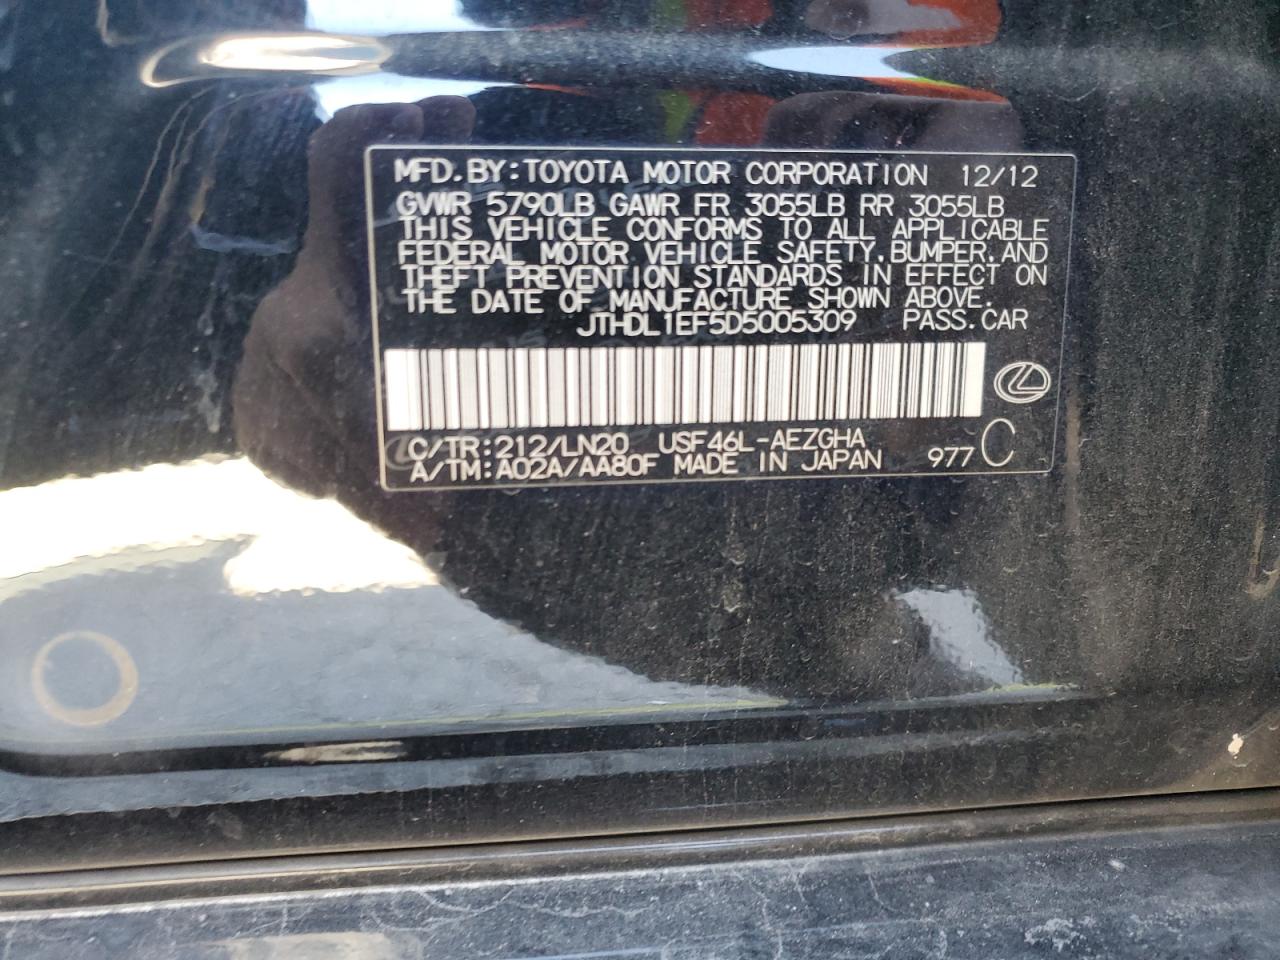 MFD.BY:TOYOTA MOTOR CORPORATION 12/12
GVWR 5790LB GAWR FR 3055LB RR 3055LB
THIS VEHICLE CONFORMS TO ALL APPLICABLE
FEDERAL MOTOR VEHICLE SAFETY,BUMPER,AND
THEFT PREVENTION STANDARDS IN EFFECT ON
THE DATE OF MANUFACTURE SHOWN ABOVE.
JTHDL1EF5D5005309 PASS.CAR
C/TR:212/LN20 USF46L-AEZGHA
A/TM:A02A/AA80F MADE IN JAPAN 977 C